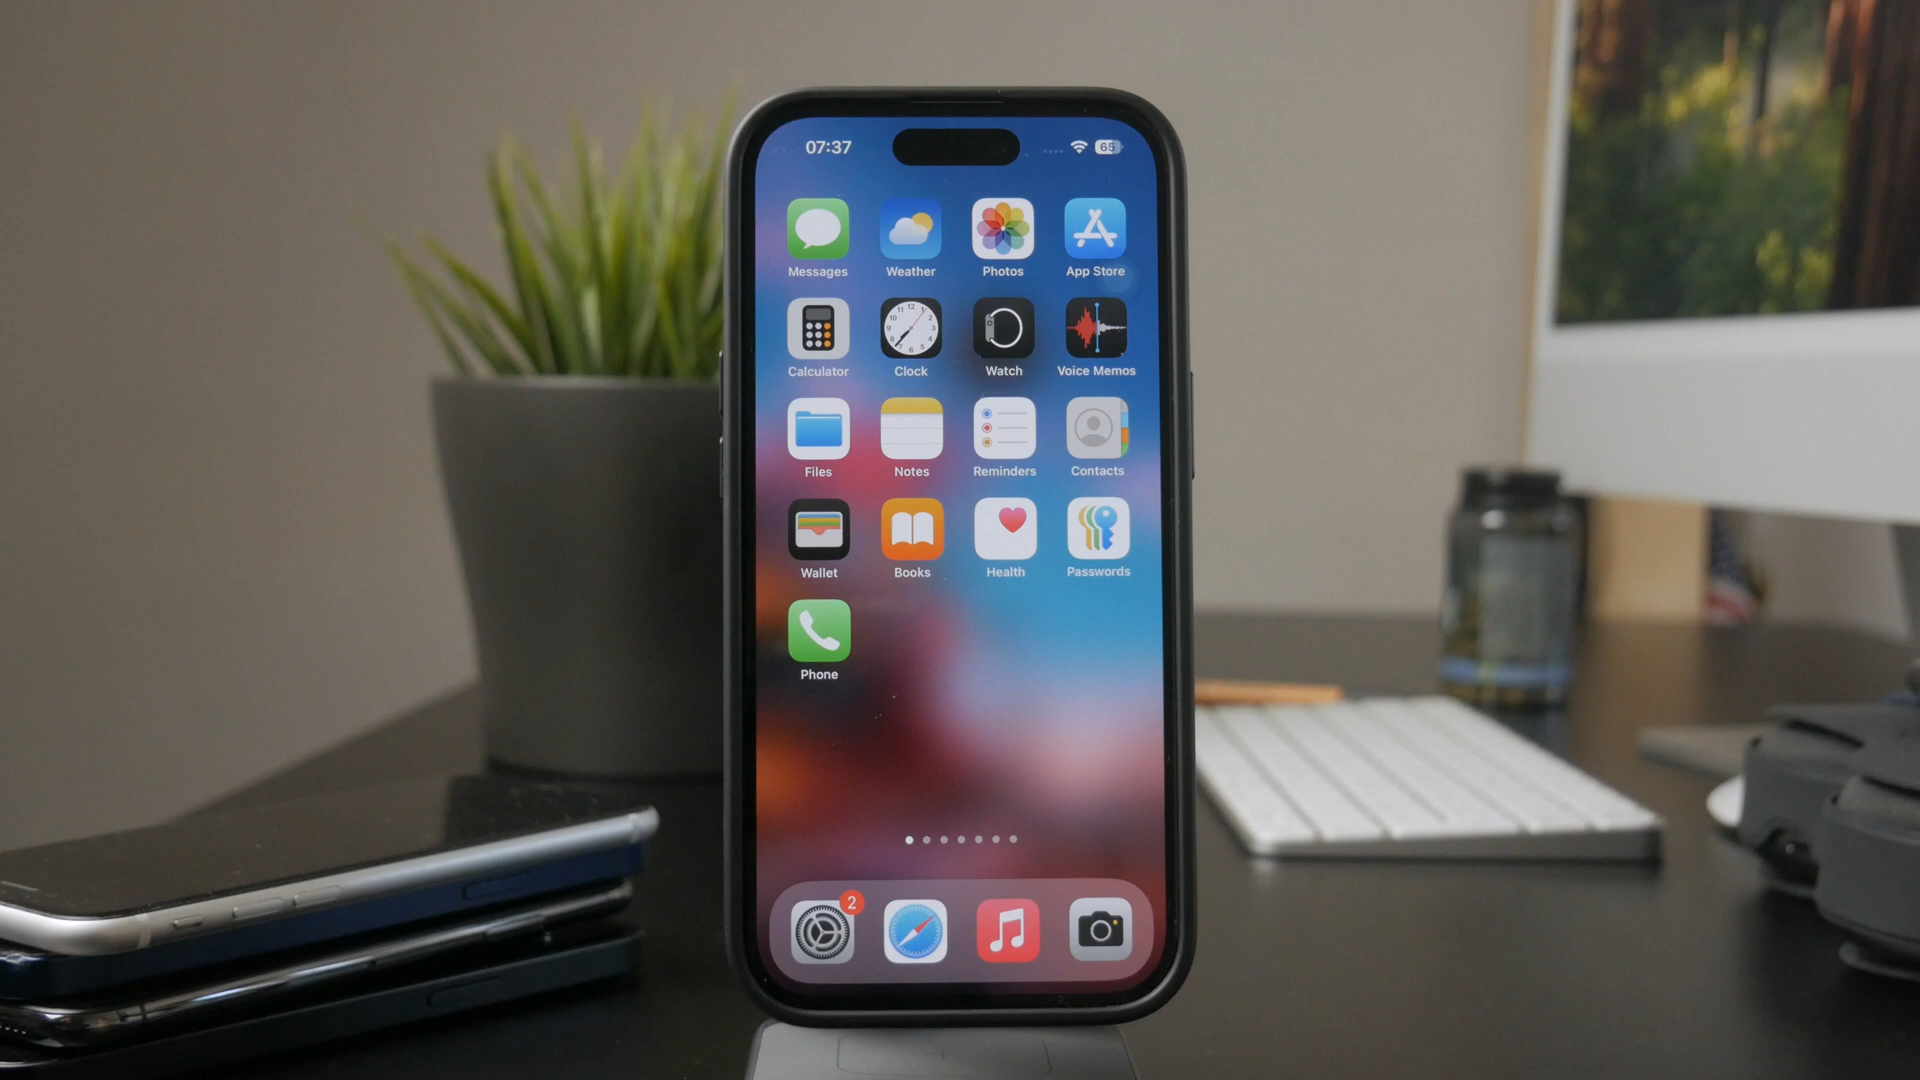 07:37
65
Messages Weather Photos App Store
Calculator Clock Watch Voice Memos
Files Notes Reminders Contacts
Wallet Books Health Passwords
Phone
2